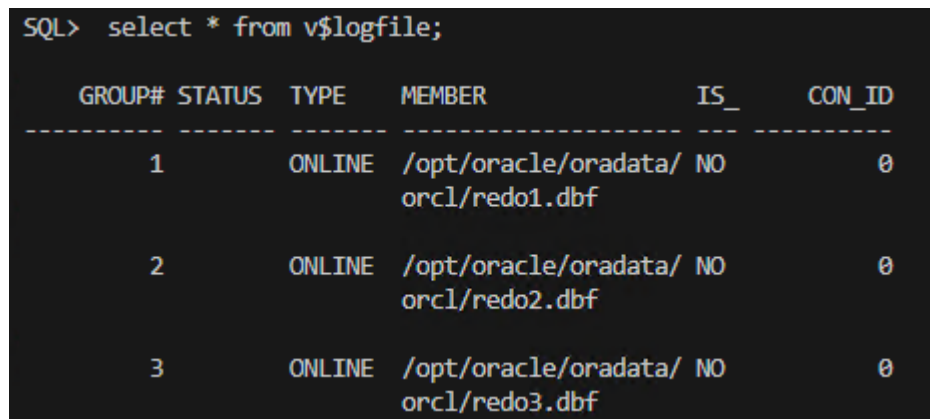 SQL>  select * from v$logfile;
GROUP# STATUS  TYPE    MEMBER               IS_     CON_ID
---------- ------- ------- -------------------- --- ----------
1         ONLINE  /opt/oracle/oradata/ NO           0
orcl/redo1.dbf
2         ONLINE  /opt/oracle/oradata/ NO           0
orcl/redo2.dbf
3         ONLINE  /opt/oracle/oradata/ NO           0
orcl/redo3.dbf